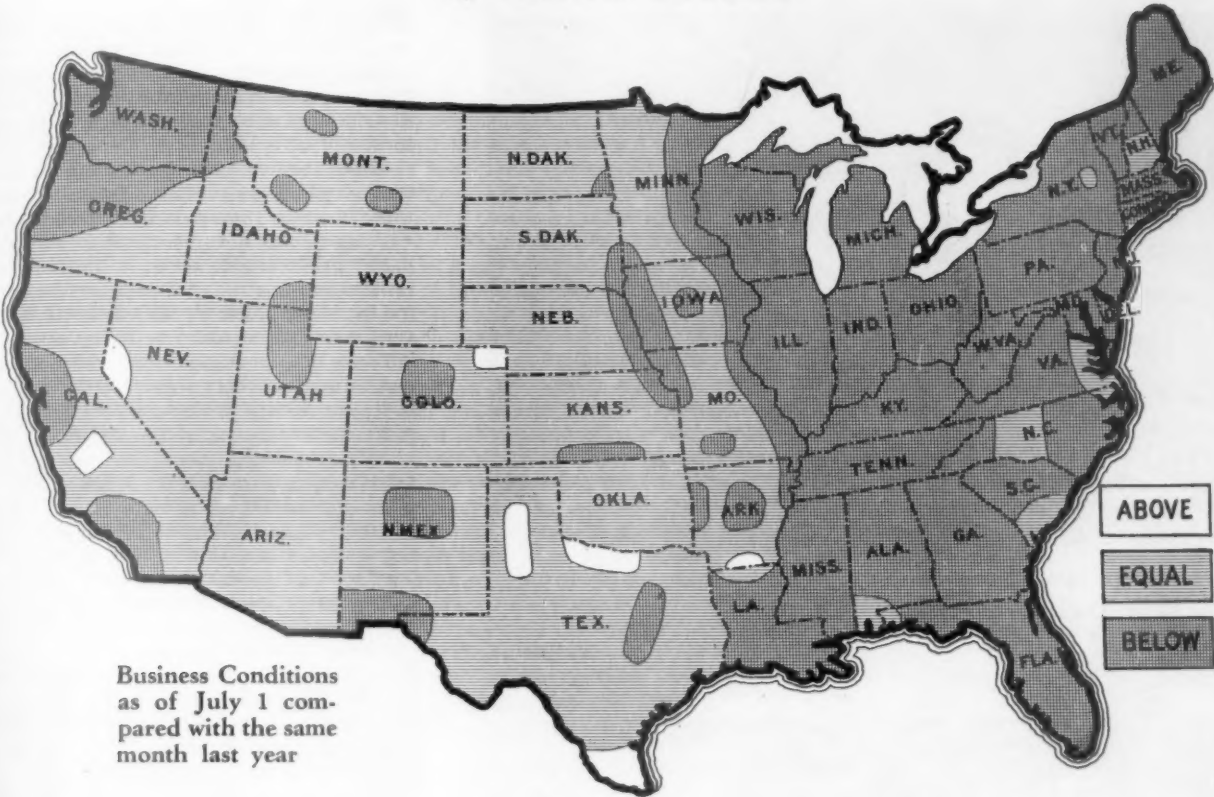 WASH.
MONT.
N.DAK.
MINN.
ME.
VT.
N.H.
MASS.
CONN.
N.Y.
OREG.
IDAHO
S.DAK.
WIS.
MICH.
WYO.
PA.
IOWA
NEB.
NEV.
ILL.
IND.
OHIO.
MD.
DEL.
W.VA.
VA.
CAL.
UTAH
COLO.
KANS.
MO.
KY.
N.C.
TENN.
S.C.
ARIZ.
N.MEX.
OKLA.
ARK.
MISS.
ALA.
GA.
TEX.
LA.
FLA.
ABOVE
EQUAL
BELOW
Business Conditions
as of July 1 com-
pared with the same
month last year